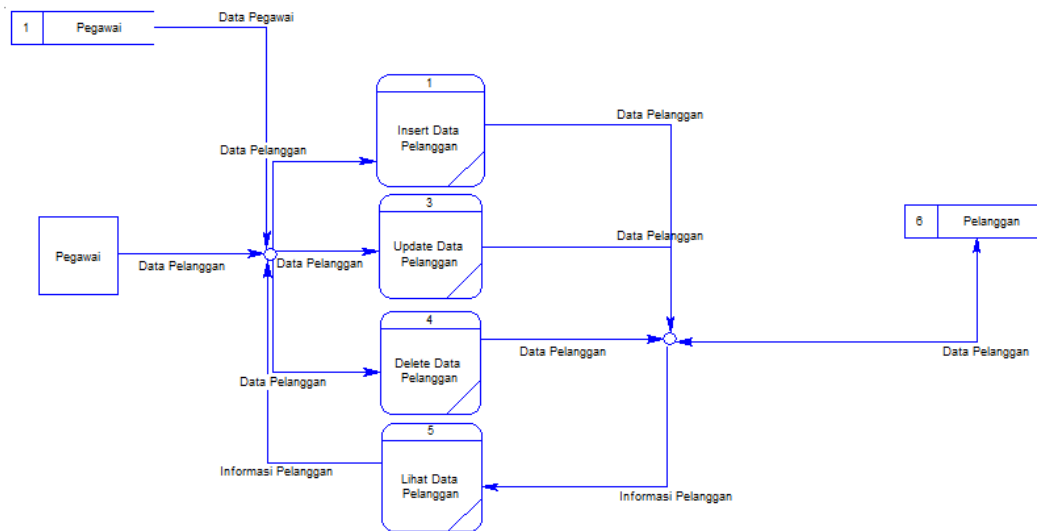 Data Pegawai
1 Pegawai
1
Insert Data
Pelanggan
Data Pelanggan
Data Pelanggan
3
Update Data
Pelanggan
6 Pelanggan
Pegawai
Data Pelanggan
Data Pelanggan
Data Pelanggan
4
Delete Data
Pelanggan
Data Pelanggan
Data Pelanggan
Data Pelanggan
5
Lihat Data
Pelanggan
Informasi Pelanggan
Informasi Pelanggan